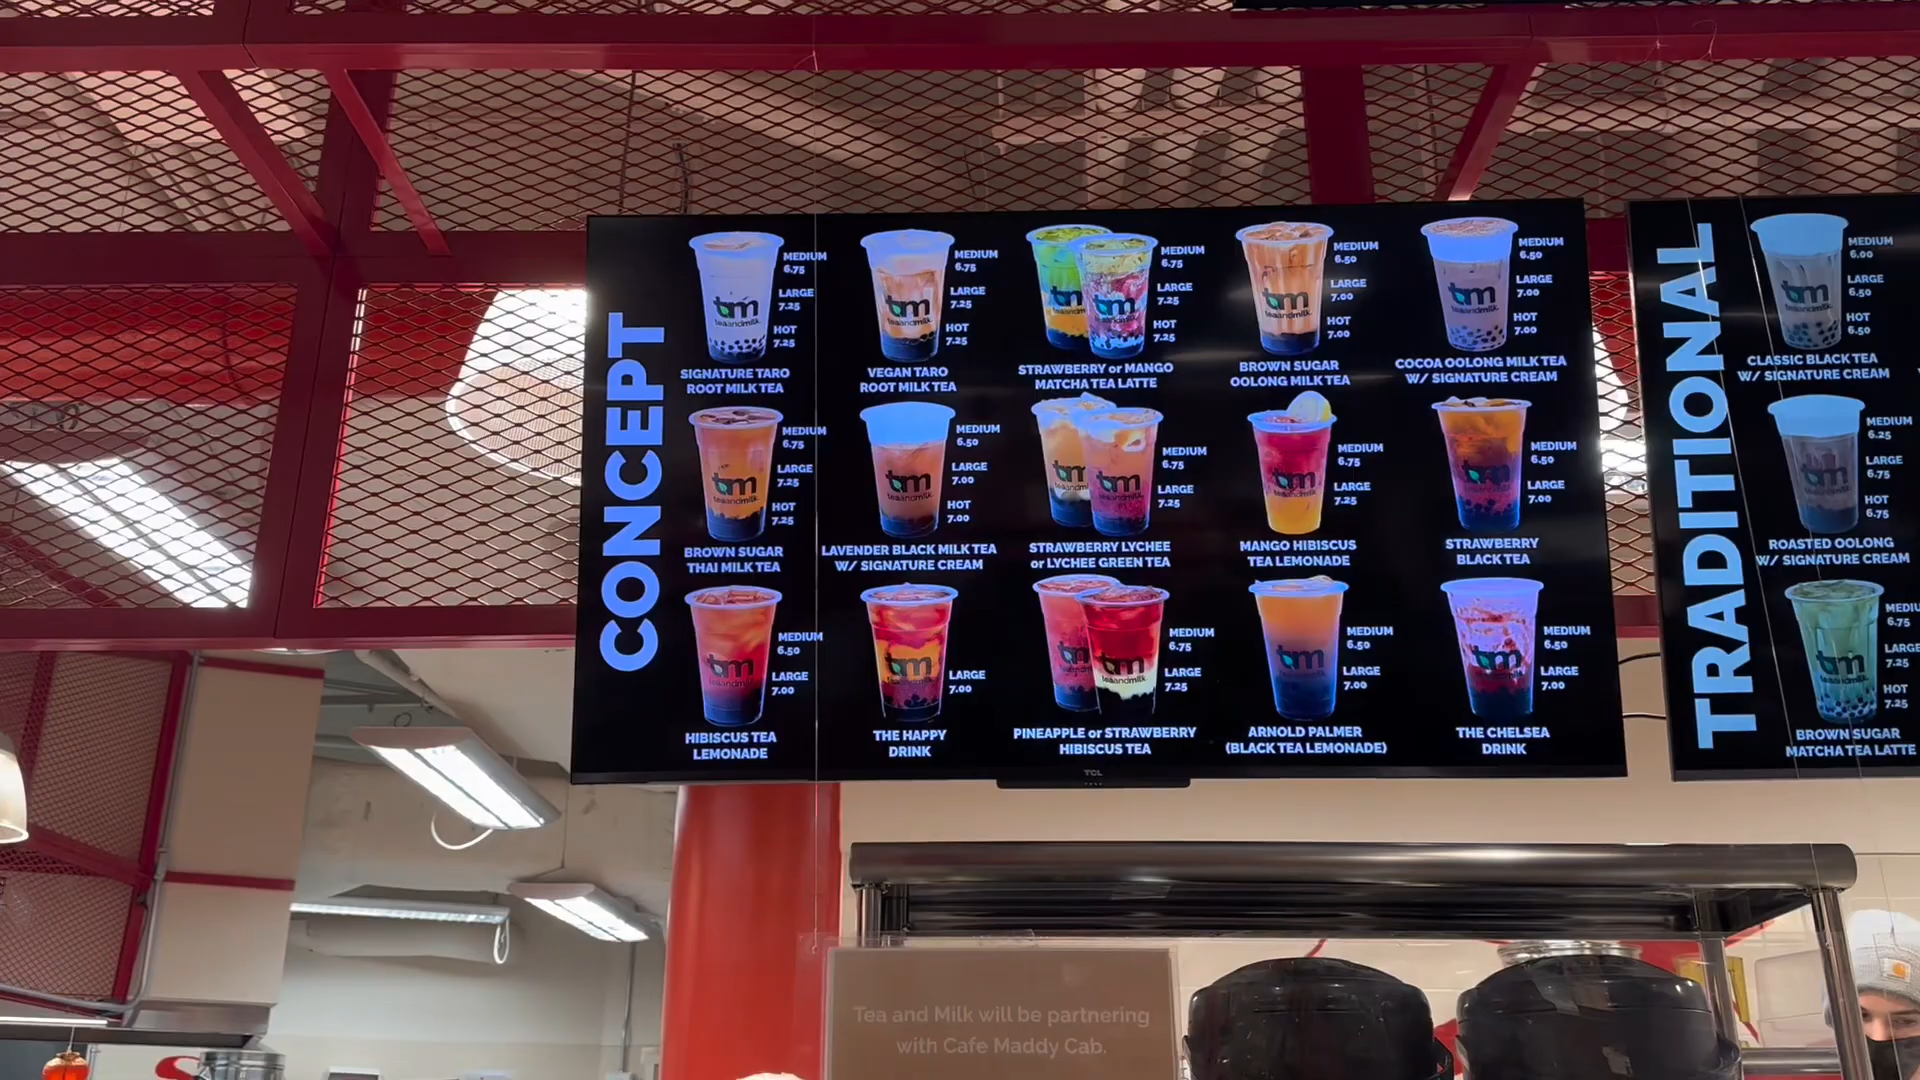 CONCEPT
MEDIUM
6.75
LARGE
7.25
HOT
7.25
SIGNATURE TARO
ROOT MILK TEA
MEDIUM
6.75
LARGE
7.25
HOT
7.25
VEGAN TARO
ROOT MILK TEA
MEDIUM
6.75
LARGE
7.25
HOT
7.25
STRAWBERRY or MANGO
MATCHA TEA LATTE
MEDIUM
6.50
LARGE
7.00
HOT
7.00
BROWN SUGAR
OOLONG MILK TEA
MEDIUM
6.50
LARGE
7.00
HOT
7.00
COCOA OOLONG MILK TEA
W/ SIGNATURE CREAM
MEDIUM
6.75
LARGE
7.25
HOT
7.25
BROWN SUGAR
THAI MILK TEA
MEDIUM
6.50
LARGE
7.00
HOT
7.00
LAVENDER BLACK MILK TEA
W/ SIGNATURE CREAM
MEDIUM
6.75
LARGE
7.25
STRAWBERRY LYCHEE
or LYCHEE GREEN TEA
MEDIUM
6.75
LARGE
7.25
MANGO HIBISCUS
TEA LEMONADE
MEDIUM
6.50
LARGE
7.00
STRAWBERRY
BLACK TEA
MEDIUM
6.50
LARGE
7.00
HIBISCUS TEA
LEMONADE
LARGE
7.00
THE HAPPY
DRINK
MEDIUM
6.75
LARGE
7.25
PINEAPPLE or STRAWBERRY
HIBISCUS TEA
MEDIUM
6.50
LARGE
7.00
ARNOLD PALMER
(BLACK TEA LEMONADE)
MEDIUM
6.50
LARGE
7.00
THE CHELSEA
DRINK
TCL
TRADITIONAL
MEDIUM
6.00
LARGE
6.50
HOT
6.50
CLASSIC BLACK TEA
W/ SIGNATURE CREAM
MEDIUM
6.25
LARGE
6.75
HOT
6.75
ROASTED OOLONG
W/ SIGNATURE CREAM
MEDIU
6.75
LARGE
7.25
HOT
7.25
BROWN SUGAR
MATCHA TEA LATTE
Tea and Milk will be partnering
with Cafe Maddy Cab.